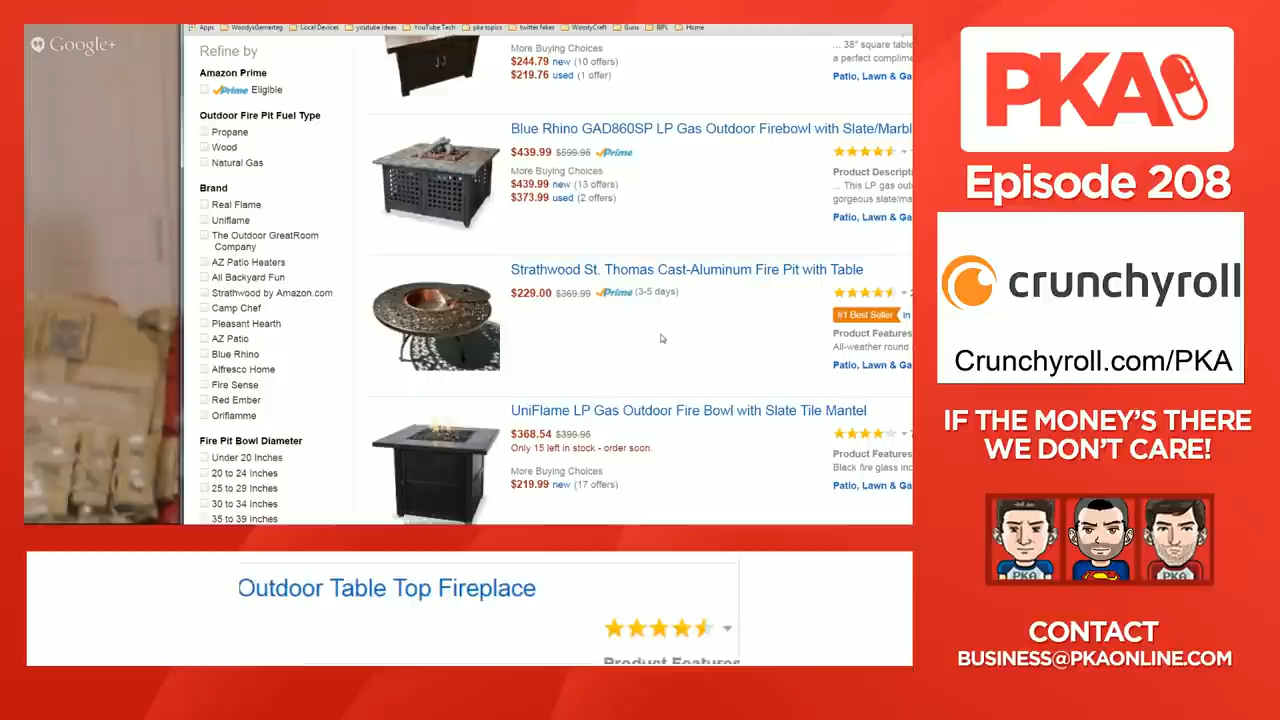 Google+
Apps WoodysGamertag Local Devices youtube ideas YouTube Tech pka topics twitter fakes WoodyCraft Guns BIFL Home
Refine by
Amazon Prime
Prime Eligible
Outdoor Fire Pit Fuel Type
Propane
Wood
Natural Gas
Brand
Real Flame
Uniflame
The Outdoor GreatRoom
Company
AZ Patio Heaters
All Backyard Fun
Strathwood by Amazon.com
Camp Chef
Pleasant Hearth
AZ Patio
Blue Rhino
Alfresco Home
Fire Sense
Red Ember
Oriflamme
Fire Pit Bowl Diameter
Under 20 Inches
20 to 24 Inches
25 to 29 Inches
30 to 34 Inches
35 to 39 Inches
More Buying Choices
$244.79 new (10 offers)
$219.76 used (1 offer)
... 38" square table
a perfect complime
Patio, Lawn & Ga
Blue Rhino GAD860SP LP Gas Outdoor Firebowl with Slate/Marbl
$439.99 $599.95 Prime
More Buying Choices
$439.99 new (13 offers)
$373.99 used (2 offers)
Product Descript
... This LP gas out
gorgeous slate/ma
Patio, Lawn & Ga
Strathwood St. Thomas Cast-Aluminum Fire Pit with Table
$229.00 $369.99 Prime (3-5 days)
#1 Best Seller in
Product Features
All-weather round
Patio, Lawn & Ga
UniFlame LP Gas Outdoor Fire Bowl with Slate Tile Mantel
$368.54 $399.95
Only 15 left in stock - order soon.
More Buying Choices
$219.99 new (17 offers)
Product Features
Black fire glass inc
Patio, Lawn & Ga
Outdoor Table Top Fireplace
Product Features
PKA
Episode 208
crunchyroll
Crunchyroll.com/PKA
IF THE MONEY'S THERE
WE DON'T CARE!
PKA
PKA
CONTACT
BUSINESS@PKAONLINE.COM